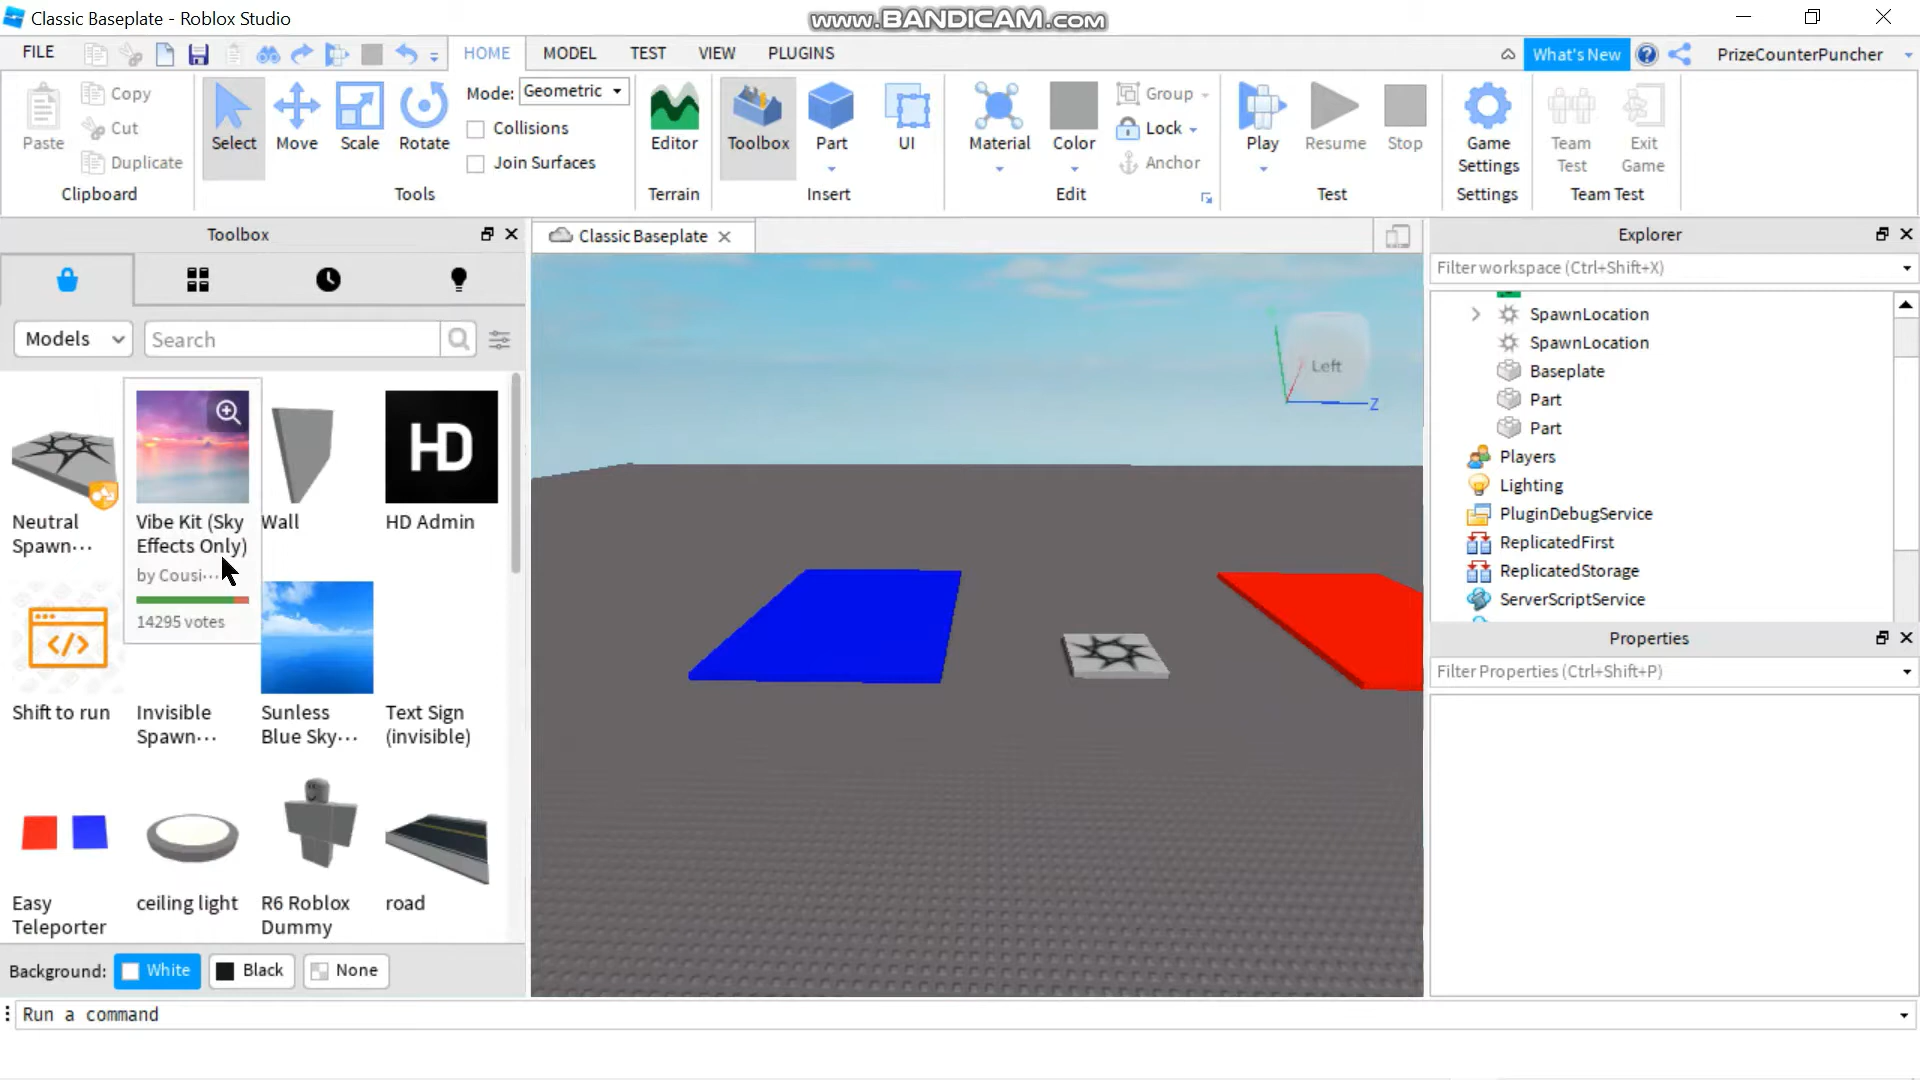 Classic Baseplate - Roblox Studio
www.BANDICAM.com
FILE
HOME
MODEL
TEST
VIEW
PLUGINS
What's New
?
PrizeCounterPuncher
Paste
Copy
Cut
Duplicate
Clipboard
Select
Move
Scale
Rotate
Mode: Geometric
Collisions
Join Surfaces
Tools
Editor
Terrain
Toolbox
Part
UI
Insert
Material
Color
Group
Lock
Anchor
Edit
Play
Resume
Stop
Test
Game
Settings
Settings
Team
Test
Exit
Game
Team Test
Toolbox
Models
Search
Neutral
Spawn...
Vibe Kit (Sky
Effects Only)
by Cousi...
14295 votes
Wall
HD
HD Admin
</>
Shift to run
Invisible
Spawn...
Sunless
Blue Sky...
Text Sign
(invisible)
Easy
Teleporter
ceiling light
R6 Roblox
Dummy
road
Background:
White
Black
None
Run a command
Classic Baseplate
Left
Z
Explorer
Filter workspace (Ctrl+Shift+X)
SpawnLocation
SpawnLocation
Baseplate
Part
Part
Players
Lighting
PluginDebugService
ReplicatedFirst
ReplicatedStorage
ServerScriptService
Properties
Filter Properties (Ctrl+Shift+P)